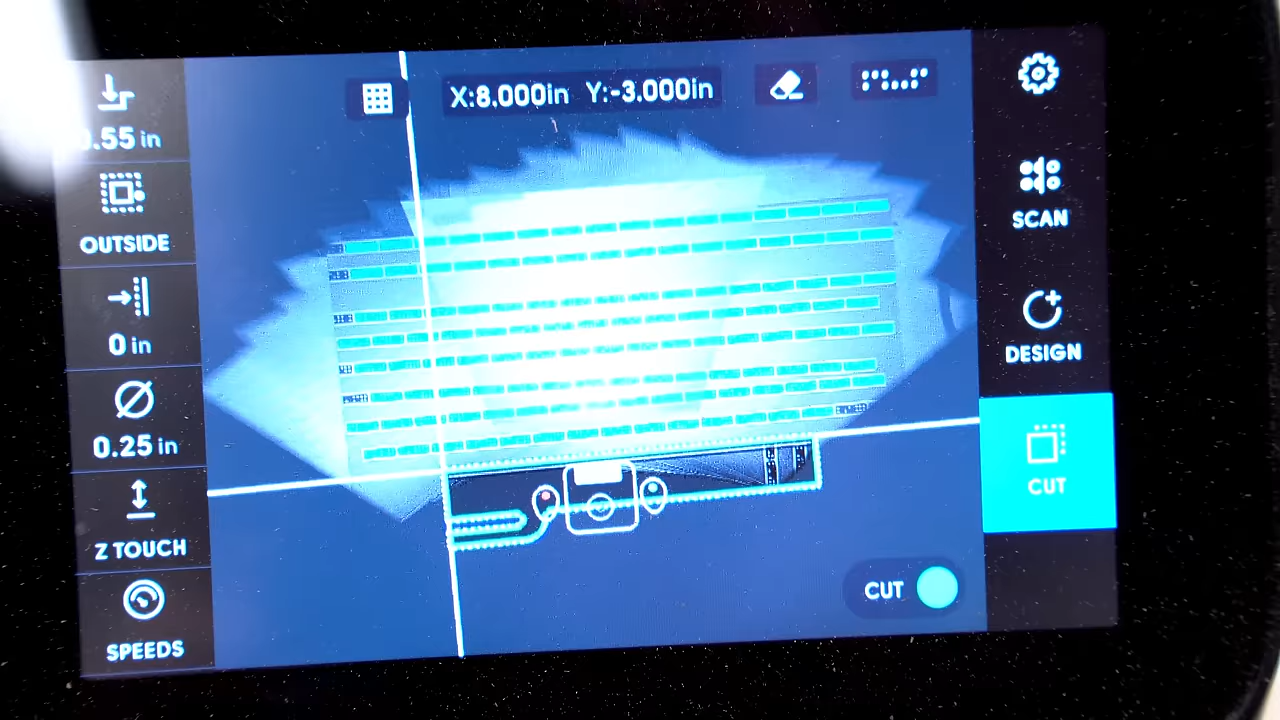 .55 in
OUTSIDE
0 in
0.25 in
Z TOUCH
SPEEDS
X:8.000in Y:-3.000in
CUT
SCAN
DESIGN
CUT